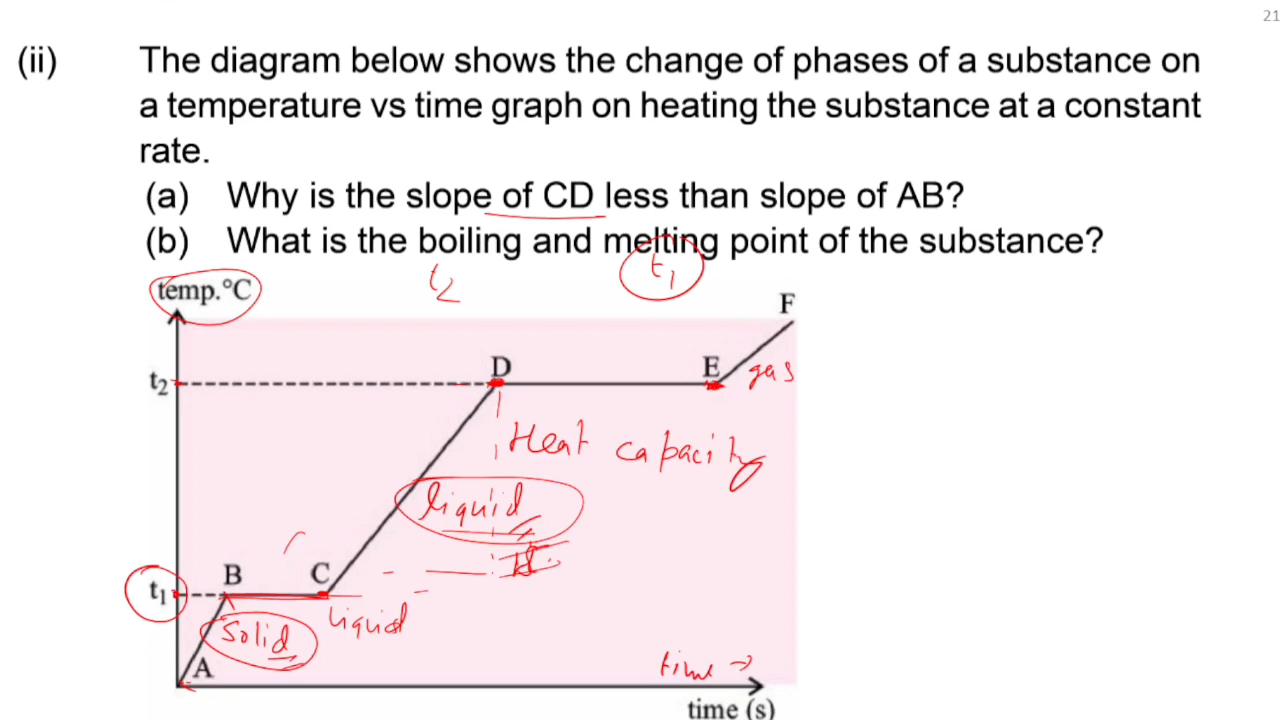 21
(ii) The diagram below shows the change of phases of a substance on
a temperature vs time graph on heating the substance at a constant
rate.
(a) Why is the slope of CD less than slope of AB?
(b) What is the boiling and melting point of the substance?
t2 t1
temp.°C
F
t2 D E gas
Heat capacity
liquid
B C
t1
solid liquid
A
time →
time (s)